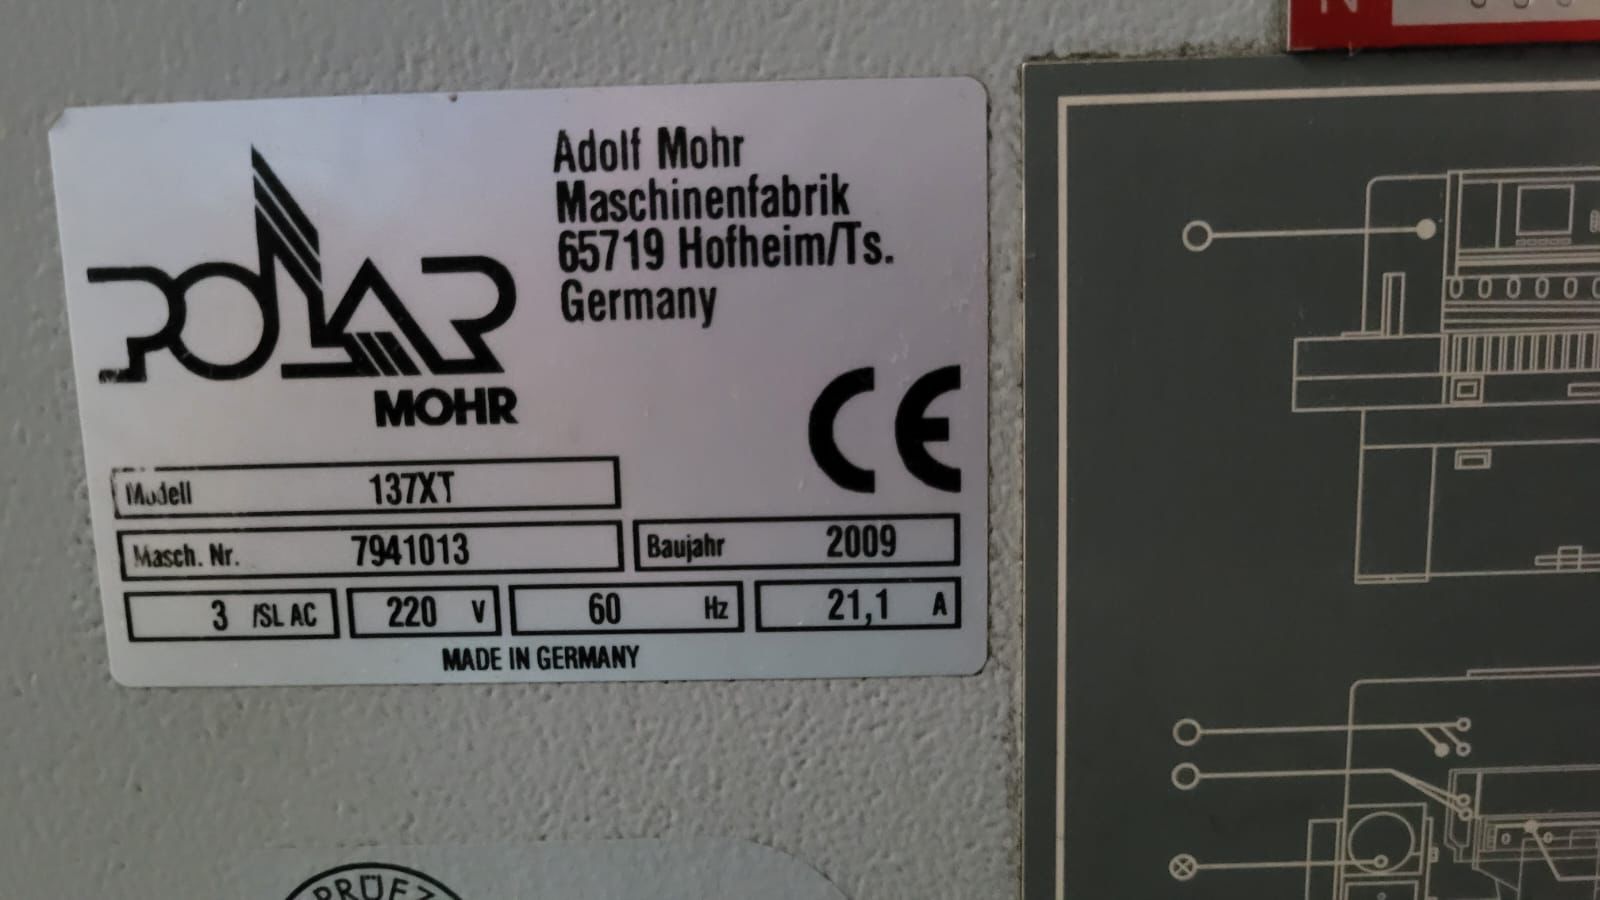 POLAR
MOHR
Adolf Mohr
Maschinenfabrik
65719 Hofheim/Ts.
Germany
CE
Modell 137XT
Masch. Nr. 7941013
Baujahr 2009
3 /SL AC 220 V 60 Hz 21,1 A
MADE IN GERMANY